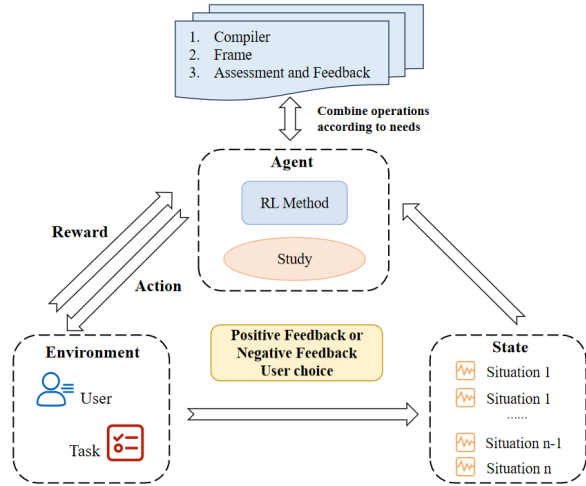 1. Compiler
2. Frame
3. Assessment and Feedback
Combine operations
according to needs
Agent
RL Method
Study
Reward
Action
Positive Feedback or
Negative Feedback
User choice
Environment
User
Task
State
Situation 1
Situation 1
......
Situation n-1
Situation n